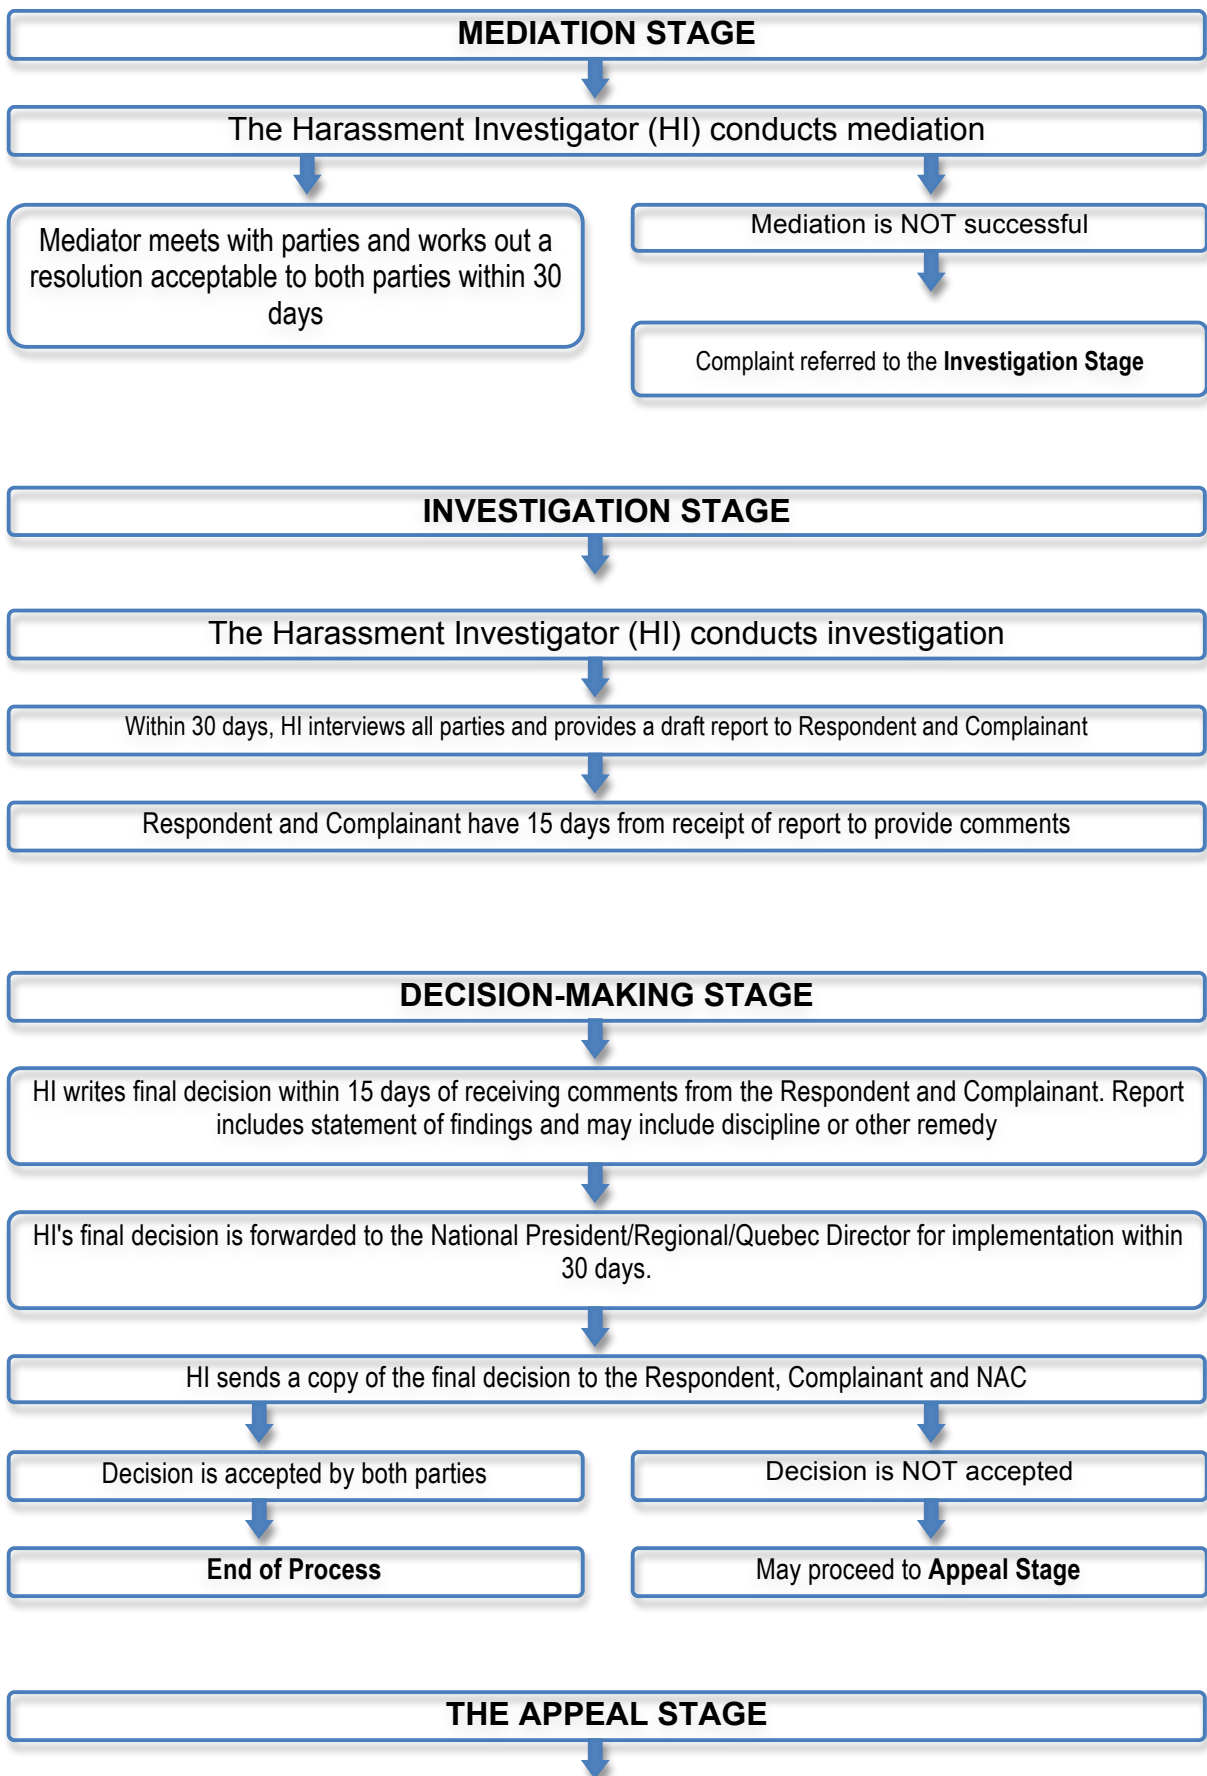 MEDIATION STAGE
The Harassment Investigator (HI) conducts mediation
Mediator meets with parties and works out a
resolution acceptable to both parties within 30
days
Mediation is NOT successful
Complaint referred to the Investigation Stage
INVESTIGATION STAGE
The Harassment Investigator (HI) conducts investigation
Within 30 days, HI interviews all parties and provides a draft report to Respondent and Complainant
Respondent and Complainant have 15 days from receipt of report to provide comments
DECISION-MAKING STAGE
HI writes final decision within 15 days of receiving comments from the Respondent and Complainant. Report
includes statement of findings and may include discipline or other remedy
HI's final decision is forwarded to the National President/Regional/Quebec Director for implementation within
30 days.
HI sends a copy of the final decision to the Respondent, Complainant and NAC
Decision is accepted by both parties
End of Process
Decision is NOT accepted
May proceed to Appeal Stage
THE APPEAL STAGE